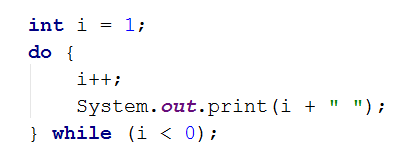 int i = 1;
do {
    i++;
    System.out.print(i + " ");
} while (i < 0);